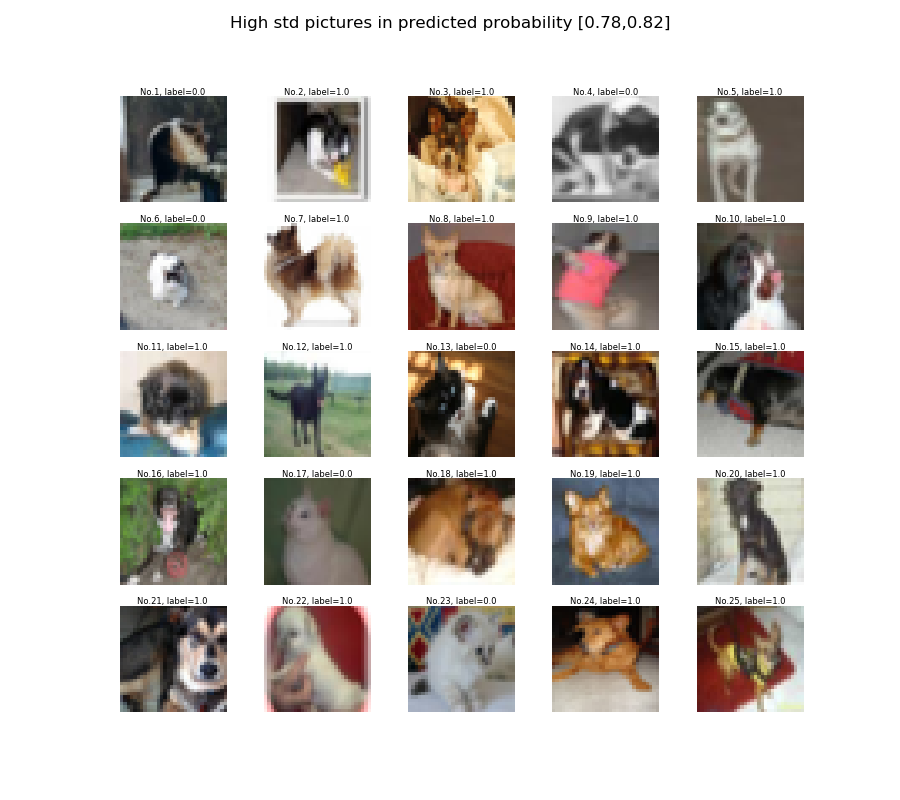 High std pictures in predicted probability [0.78,0.82]
No.1, label=0.0
No.2, label=1.0
No.3, label=1.0
No.4, label=0.0
No.5, label=1.0
No.6, label=0.0
No.7, label=1.0
No.8, label=1.0
No.9, label=1.0
No.10, label=1.0
No.11, label=1.0
No.12, label=1.0
No.13, label=0.0
No.14, label=1.0
No.15, label=1.0
No.16, label=1.0
No.17, label=0.0
No.18, label=1.0
No.19, label=1.0
No.20, label=1.0
No.21, label=1.0
No.22, label=1.0
No.23, label=0.0
No.24, label=1.0
No.25, label=1.0